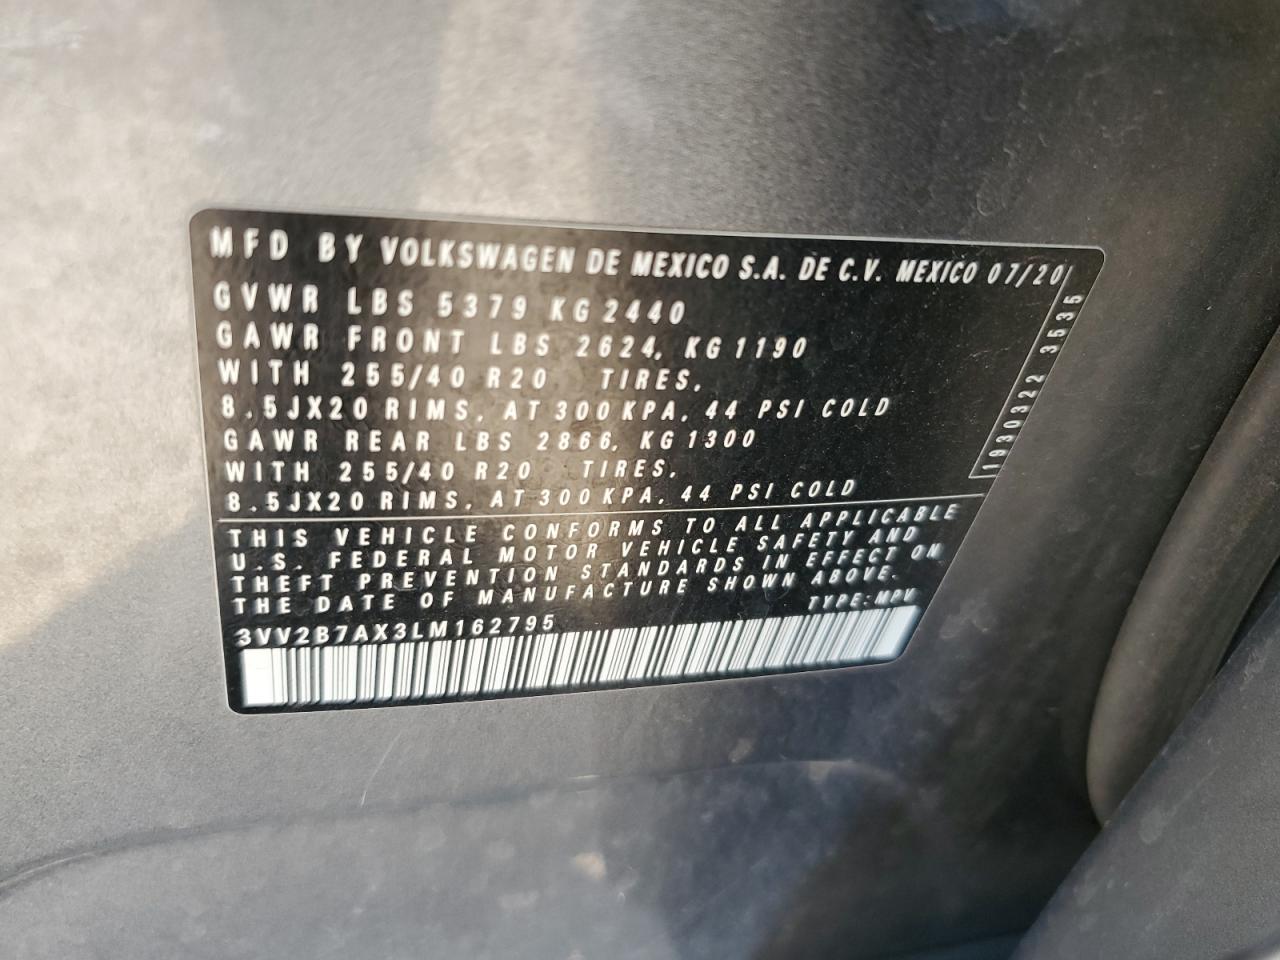 MFD BY VOLKSWAGEN DE MEXICO S.A. DE C.V. MEXICO 07/20
GVWR LBS 5379 KG 2440
GAWR FRONT LBS 2624, KG 1190
WITH 255/40 R20 TIRES,
8.5JX20 RIMS, AT 300 KPA, 44 PSI COLD
GAWR REAR LBS 2866, KG 1300
WITH 255/40 R20 TIRES,
8.5JX20 RIMS, AT 300 KPA, 44 PSI COLD
1930322 3535
THIS VEHICLE CONFORMS TO ALL APPLICABLE
U.S. FEDERAL MOTOR VEHICLE SAFETY AND
THEFT PREVENTION STANDARDS IN EFFECT ON
THE DATE OF MANUFACTURE SHOWN ABOVE.
TYPE: MPV
3VV2B7AX3LM162795